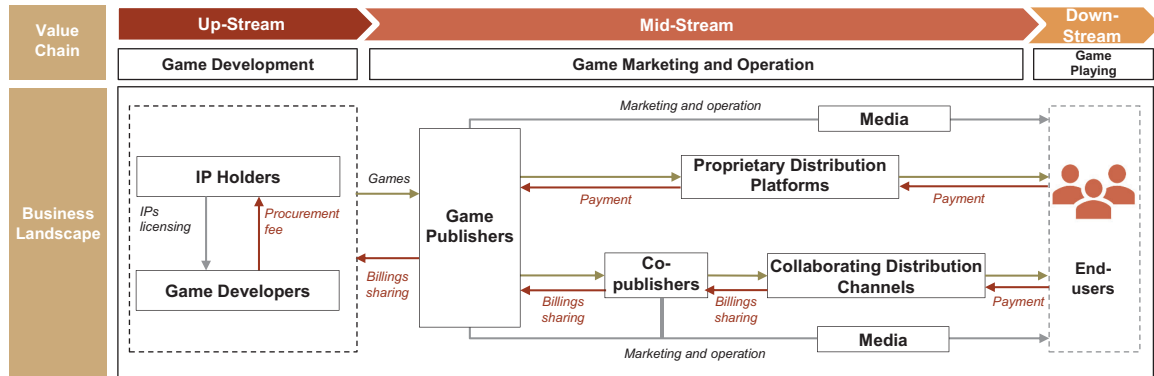 Value
Chain
Up-Stream
Mid-Stream
Down-
Stream
Game Development
Game Marketing and Operation
Game
Playing
Business
Landscape
IP Holders
IPs
licensing
Procurement
fee
Game Developers
Games
Billings
sharing
Game
Publishers
Marketing and operation
Media
Proprietary Distribution
Platforms
Payment
Payment
Co-
publishers
Billings
sharing
Billings
sharing
Collaborating Distribution
Channels
Payment
Marketing and operation
Media
End-
users